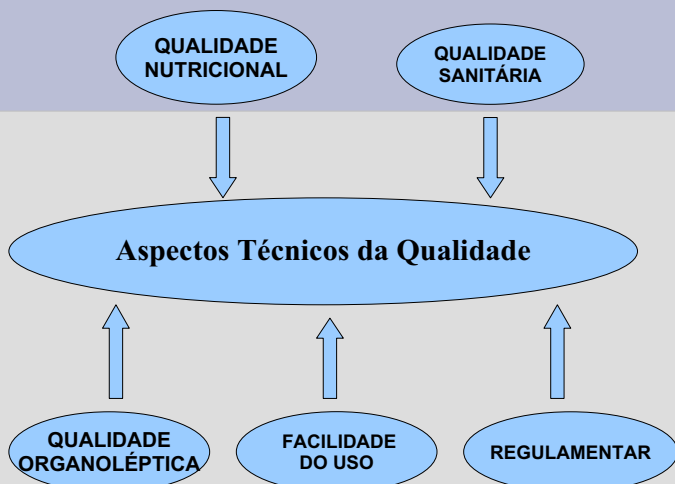 QUALIDADE
NUTRICIONAL
QUALIDADE
SANITÁRIA
Aspectos Técnicos da Qualidade
QUALIDADE
ORGANOLÉPTICA
FACILIDADE
DO USO
REGULAMENTAR